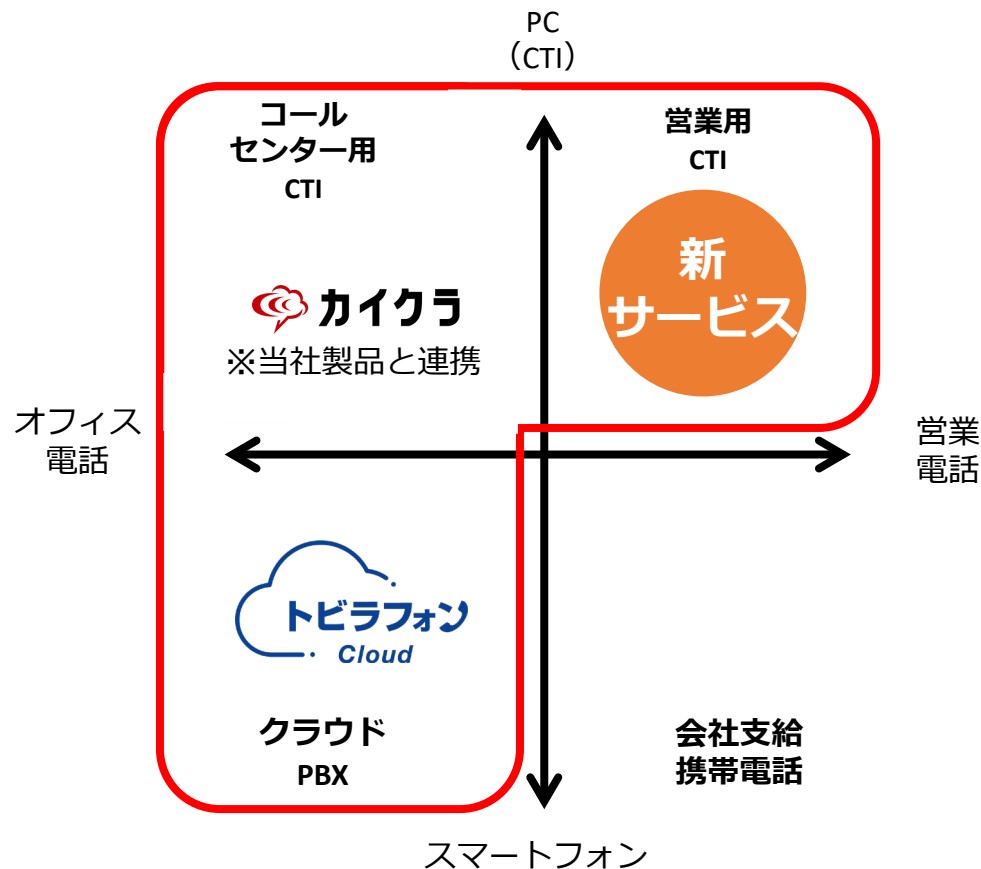 PC
（CTI）
コール
センター用
CTI
営業用
CTI
新
サービス
カイクラ
※当社製品と連携
オフィス
電話
営業
電話
トビラフォン
Cloud
クラウド
PBX
会社支給
携帯電話
スマートフォン